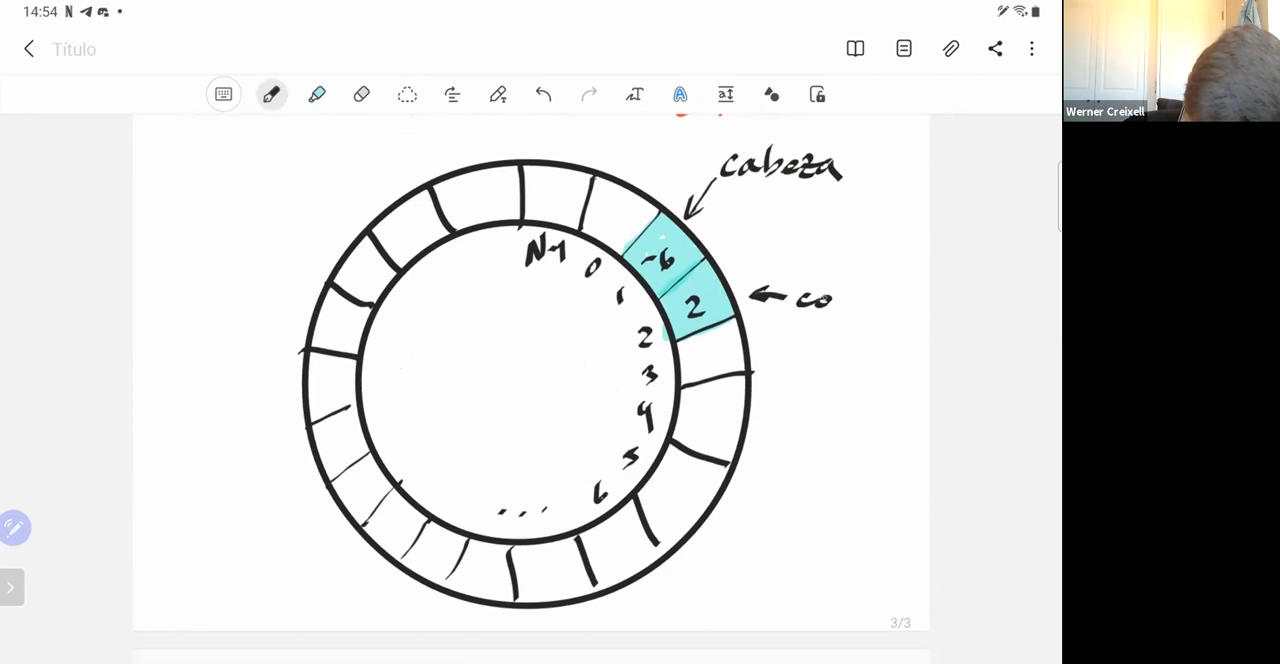 14:54 N
Título
cabeza
-6
N-1
0
1
2
← co
2
3
4
5
6
...
3/3
Werner Creixell